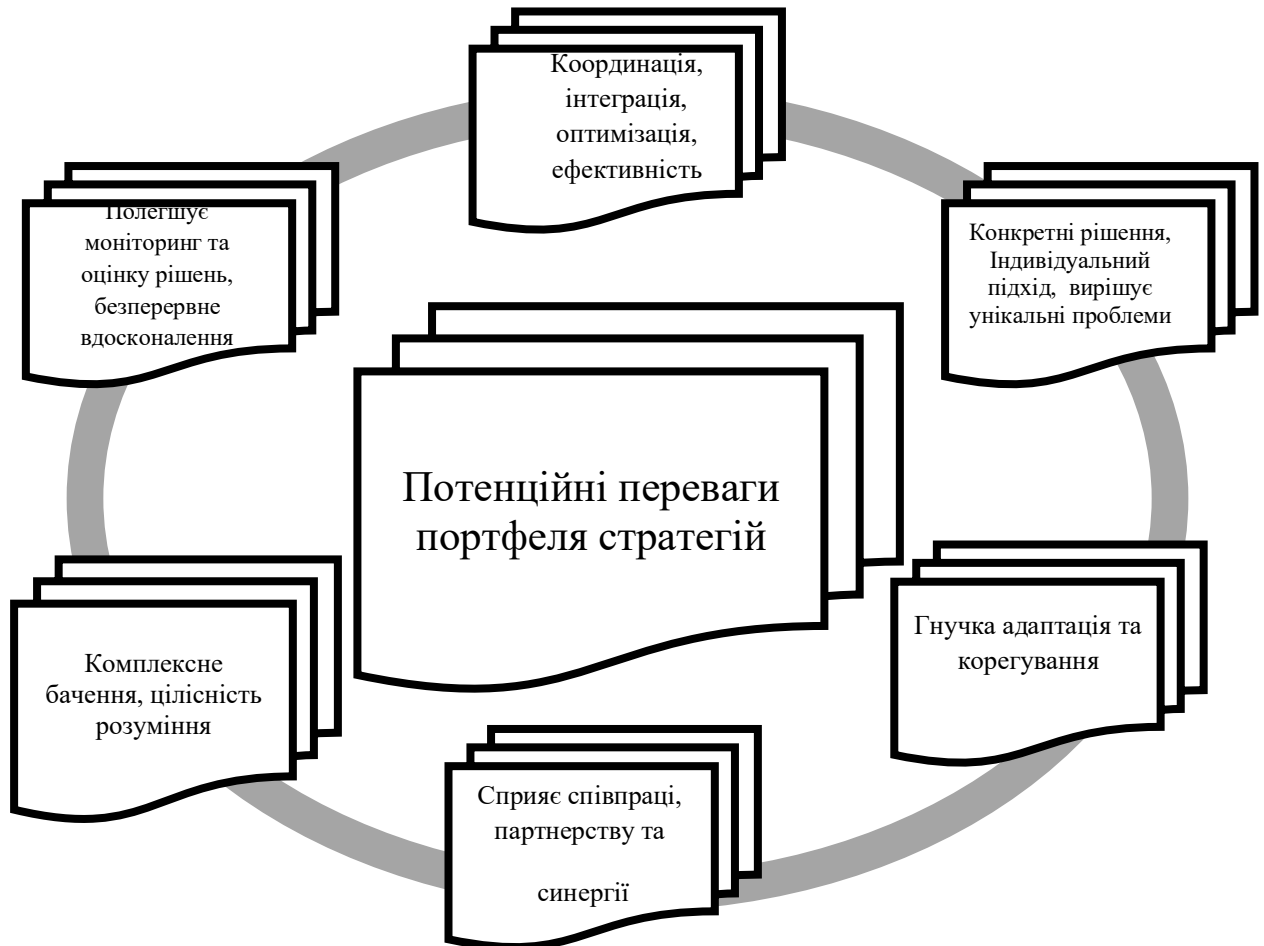 Координація,
інтеграція,
оптимізація,
ефективність
Полегшує
моніторинг та
оцінку рішень,
безперервне
вдосконалення
Конкретні рішення,
Індивідуальний
підхід, вирішує
унікальні проблеми
Потенційні переваги
портфеля стратегій
Гнучка адаптація та
корегування
Комплексне
бачення, цілісність
розуміння
Сприяє співпраці,
партнерству та
синергії